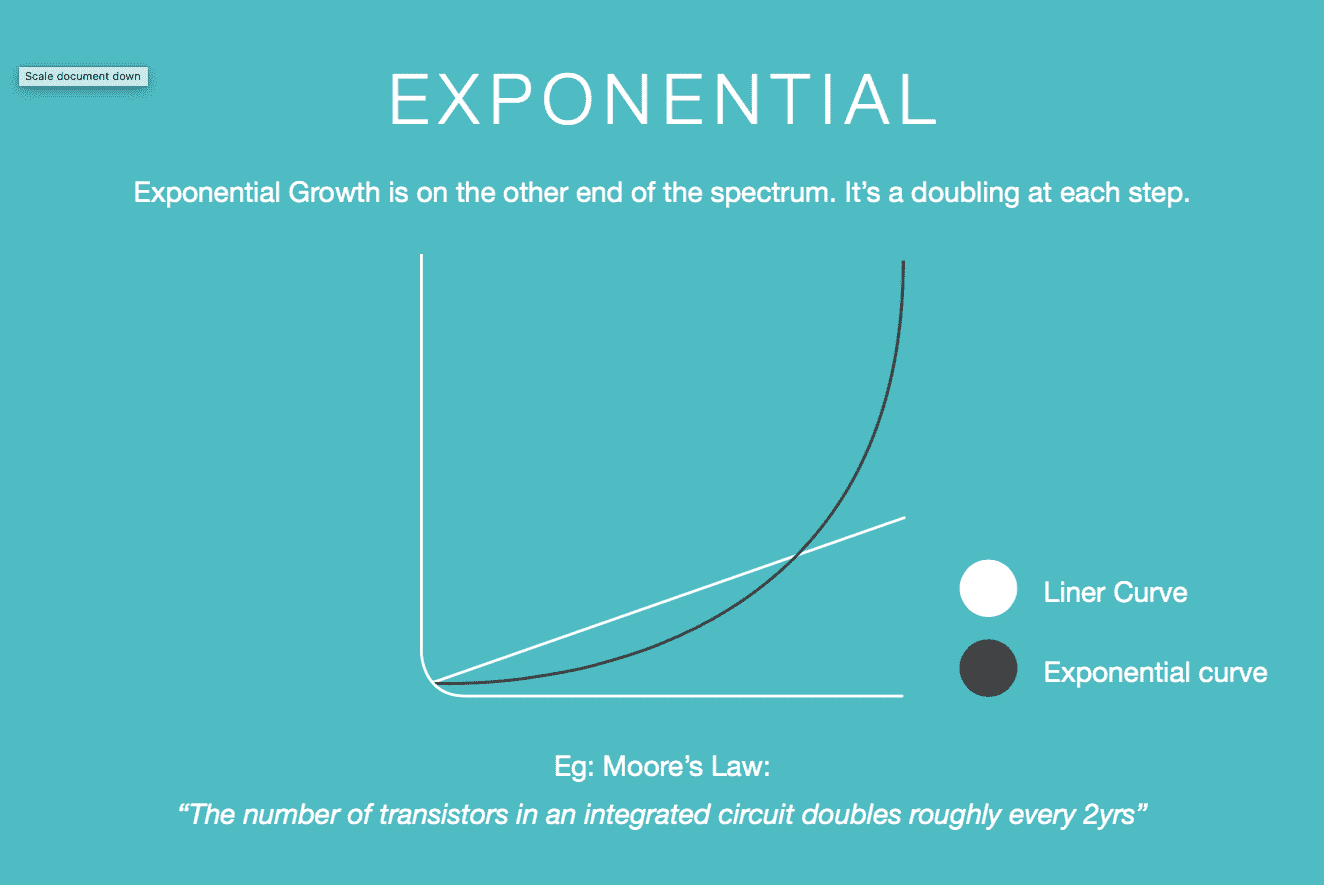 Scale document down
EXPONENTIAL
Exponential Growth is on the other end of the spectrum. It’s a doubling at each step.
Liner Curve
Exponential curve
Eg: Moore’s Law:
“The number of transistors in an integrated circuit doubles roughly every 2yrs”